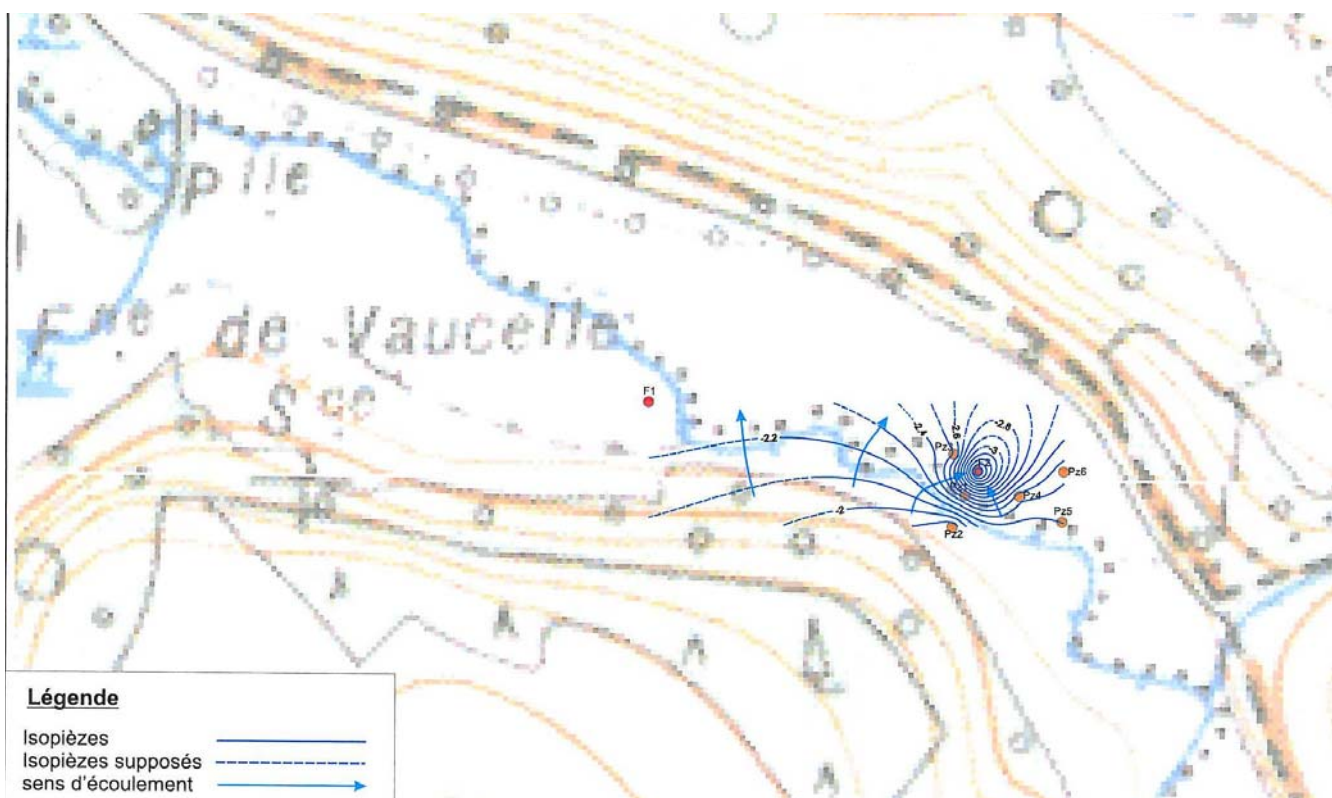 plle
Fne de Vaucelle
Sce
F1
-2.2
-2.4
-2.6
-2.8
-3
Pz3
Pz6
Pz4
-2
Pz2
Pz5
Légende
Isopièzes
Isopièzes supposés
sens d'écoulement